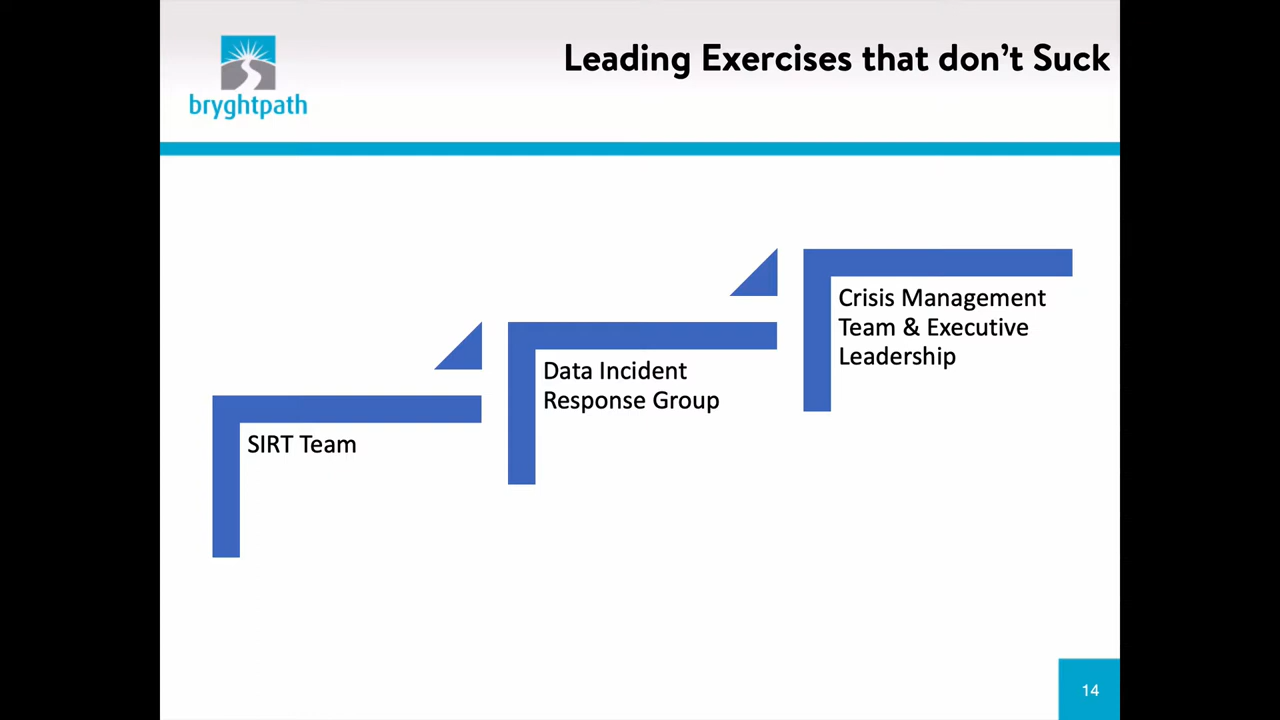 bryghtpath
Leading Exercises that don't Suck
SIRT Team
Data Incident
Response Group
Crisis Management
Team & Executive
Leadership
14